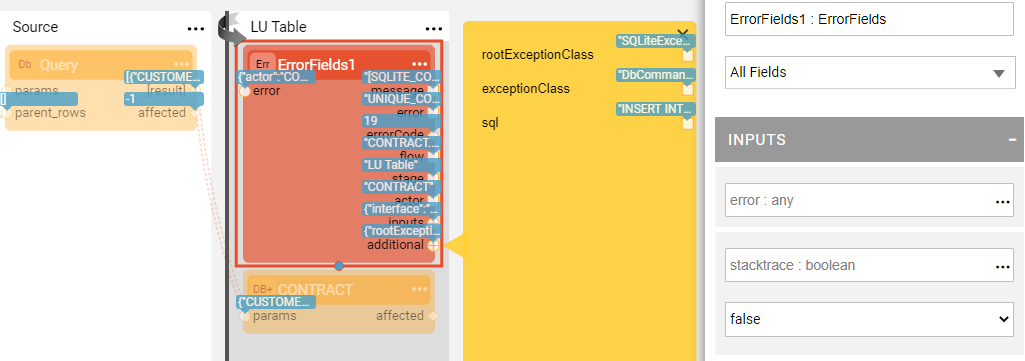 Source
...
Db
Query
...
[{"CUSTOME...
params
[result]
[]
-1
parent_rows
affected
LU Table
...
Err
ErrorFields1
...
{"actor":"CO...
"[SQLITE_CO...
error
message
"UNIQUE_CO...
error
19
errorCode
"CONTRACT....
flow
"LU Table"
stage
"CONTRACT"
actor
{"interface":"...
inputs
{"rootExcepti...
additional
DB+
CONTRACT
...
{"CUSTOME...
params
affected
"SQLiteExce...
rootExceptionClass
"DbComman...
exceptionClass
"INSERT INT...
sql
ErrorFields1 : ErrorFields
All Fields
INPUTS
-
error : any
...
stacktrace : boolean
...
false